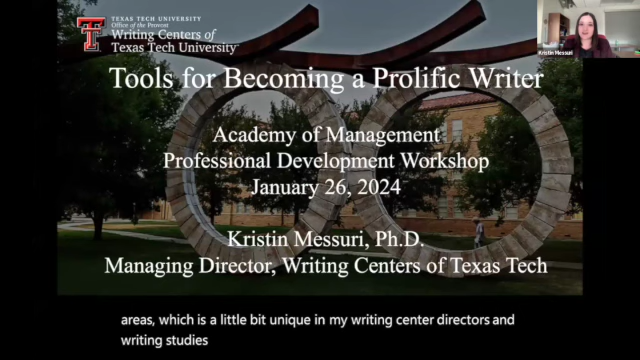 TEXAS TECH UNIVERSITY
Office of the Provost
Writing Centers of
Texas Tech University
Kristin Messuri
Tools for Becoming a Prolific Writer
Academy of Management
Professional Development Workshop
January 26, 2024
Kristin Messuri, Ph.D.
Managing Director, Writing Centers of Texas Tech
areas, which is a little bit unique in my writing center directors and
writing studies